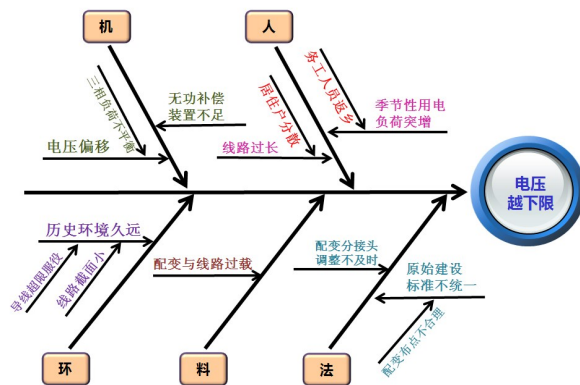 机
人
三相负荷不平衡
无功补偿
装置不足
电压偏移
务工人员返乡
居住户分散
季节性用电
负荷突增
线路过长
电压
越下限
历史环境久远
导线超限服役
线路截面小
配变与线路过载
配变分接头
调整不及时
原始建设
标准不统一
配变布点不合理
环
料
法